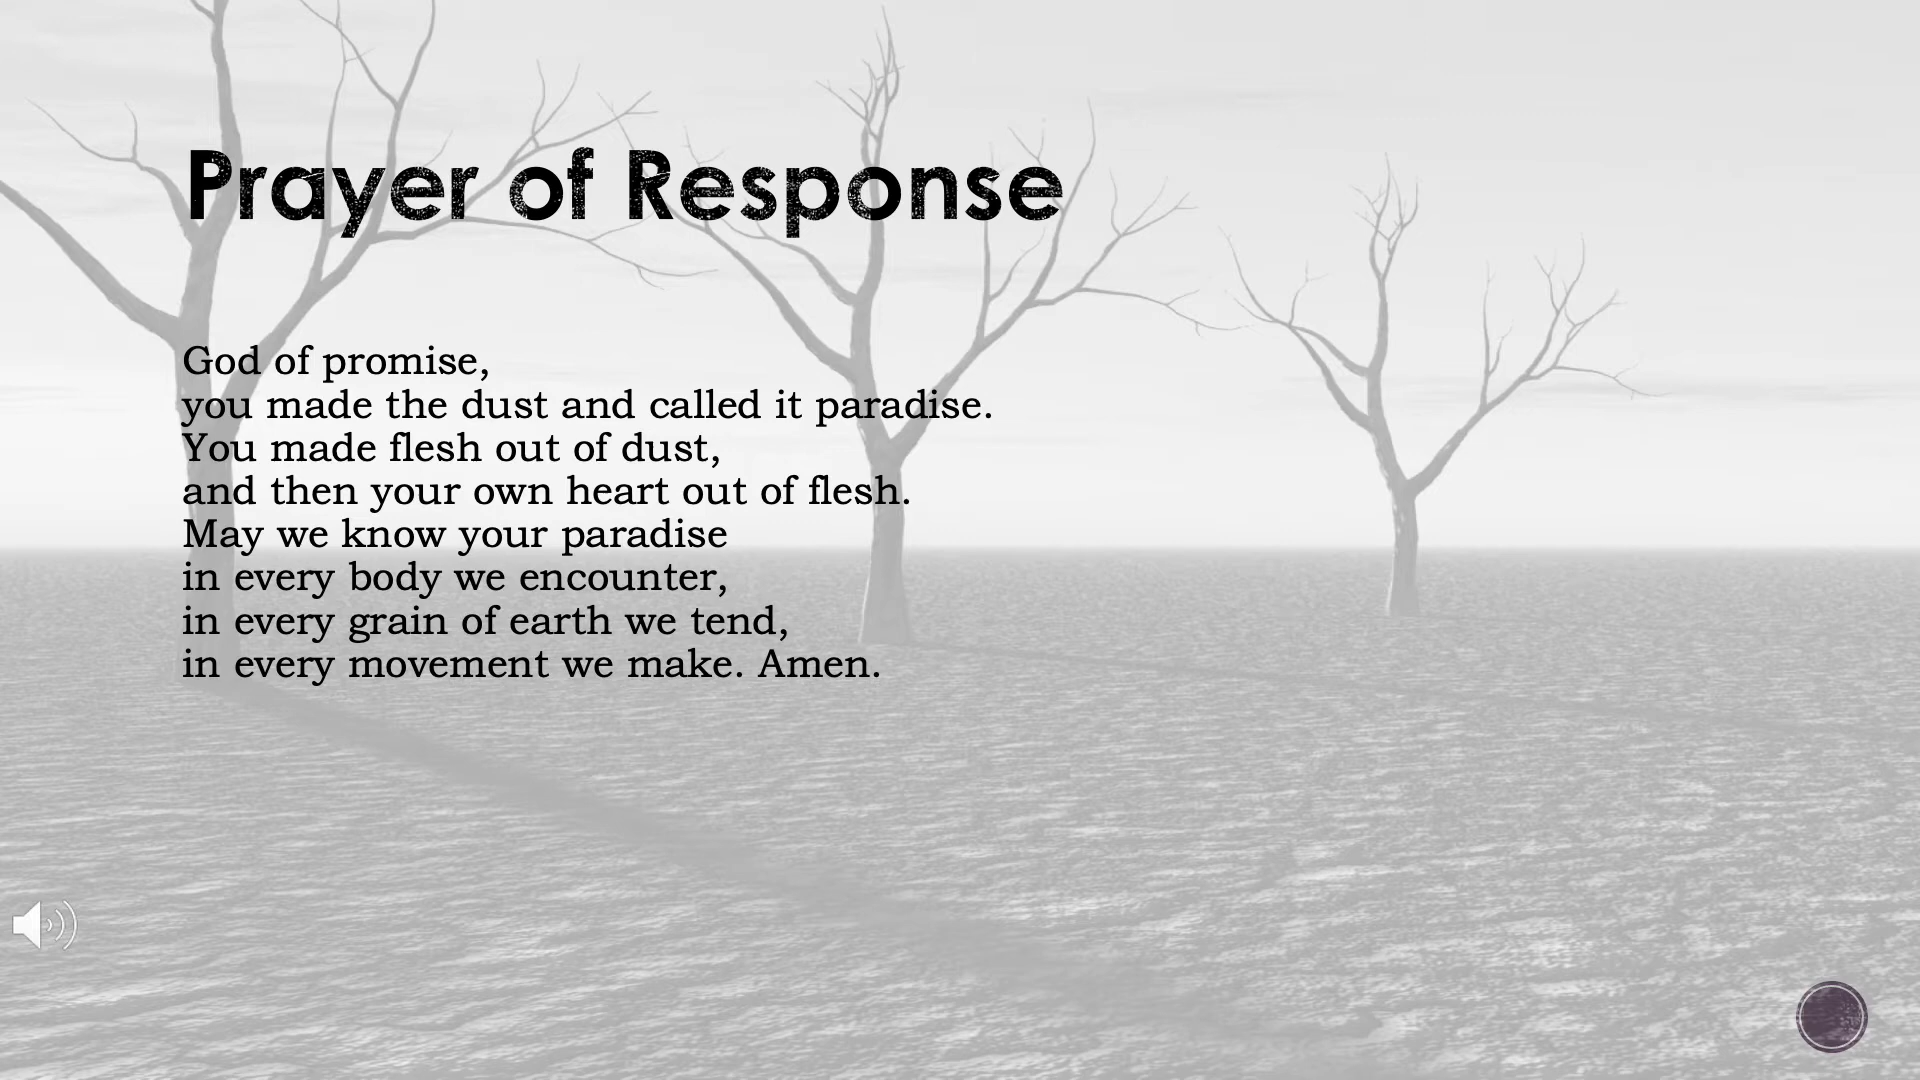 Prayer of Response
God of promise,
you made the dust and called it paradise.
You made flesh out of dust,
and then your own heart out of flesh.
May we know your paradise
in every body we encounter,
in every grain of earth we tend,
in every movement we make. Amen.